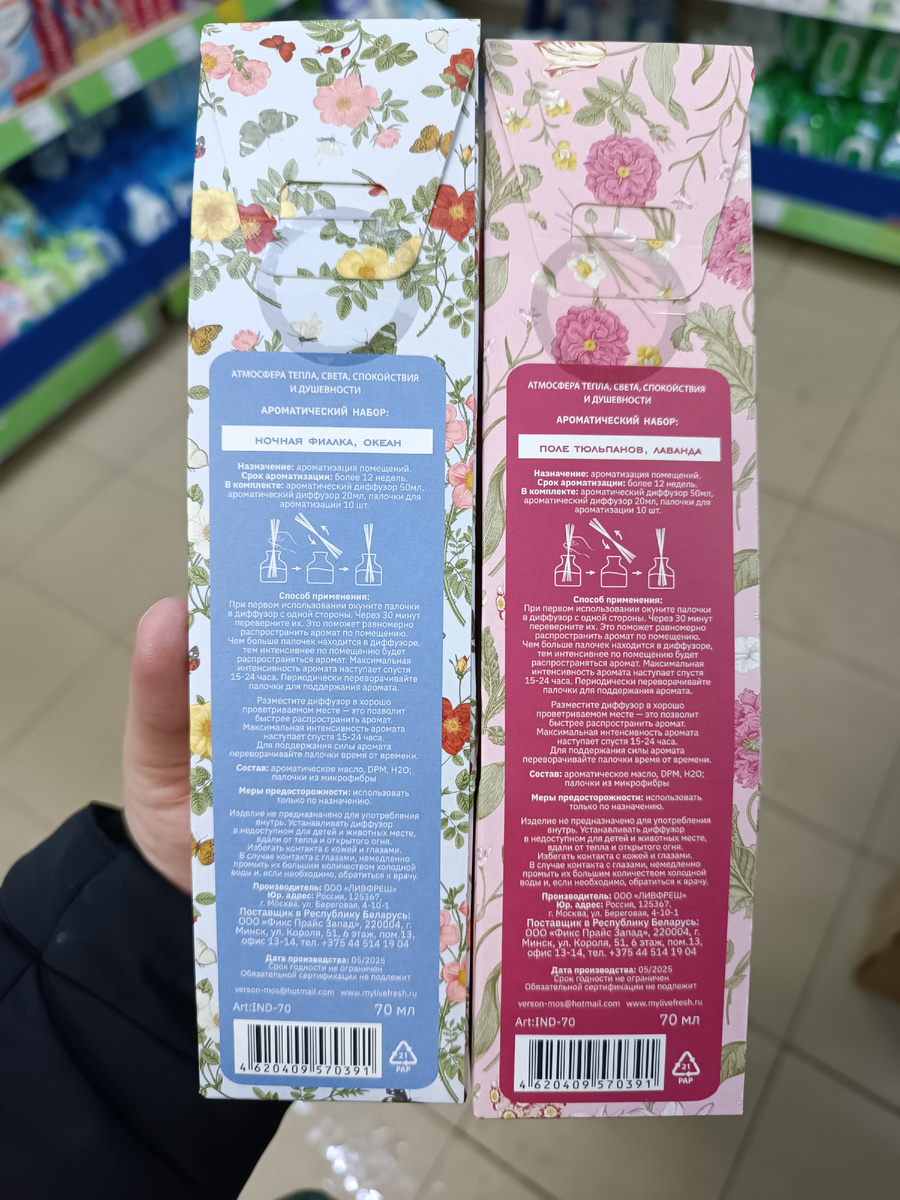 АТМОСФЕРА ТЕПЛА, СВЕТА, СПОКОЙСТВИЯ
И ДУШЕВНОСТИ
АРОМАТИЧЕСКИЙ НАБОР:
НОЧНАЯ ФИАЛКА, ОКЕАН
Назначение: ароматизация помещений.
Срок ароматизации: более 12 недель.
В комплекте: ароматический диффузор 50мл,
ароматический диффузор 20мл, палочки для
ароматизации 10 шт.
Способ применения:
При первом использовании окуните палочки
в диффузор с одной стороны. Через 30 минут
переверните их. Это поможет равномерно
распространить аромат по помещению.
Чем больше палочек находится в диффузоре,
тем интенсивнее по помещению будет
распространяться аромат. Максимальная
интенсивность аромата наступает спустя
15-24 часа. Периодически переворачивайте
палочки для поддержания аромата.
Разместите диффузор в хорошо
проветриваемом месте — это позволит
быстрее распространить аромат.
Максимальная интенсивность аромата
наступает спустя 15-24 часа.
Для поддержания силы аромата
переворачивайте палочки время от времени.
Состав: ароматическое масло, DPM, H2O;
палочки из микрофибры
Меры предосторожности: использовать
только по назначению.
Изделие не предназначено для употребления
внутрь. Устанавливать диффузор
в недоступном для детей и животных месте,
вдали от тепла и открытого огня.
Избегать контакта с кожей и глазами.
В случае контакта с глазами, немедленно
промыть их большим количеством холодной
воды и, если необходимо, обратиться к врачу.
Производитель: ООО «ЛИВФРЕШ»
Юр. адрес: Россия, 125367,
г. Москва, ул. Береговая, 4-10-1
Поставщик в Республику Беларусь:
ООО «Фикс Прайс Запад», 220004, г.
Минск, ул. Короля, 51, 6 этаж, пом.13,
офис 13-14, тел. +375 44 514 19 04
Дата производства: 05/2025
Срок годности не ограничен
Обязательной сертификации не подлежит
verson-mos@hotmail.com www.mylivefresh.ru
Art:IND-70 70 мл
4 620409 570391
21
PAP
АТМОСФЕРА ТЕПЛА, СВЕТА, СПОКОЙСТВИЯ
И ДУШЕВНОСТИ
АРОМАТИЧЕСКИЙ НАБОР:
ПОЛЕ ТЮЛЬПАНОВ, ЛАВАНДА
Назначение: ароматизация помещений.
Срок ароматизации: более 12 недель.
В комплекте: ароматический диффузор 50мл,
ароматический диффузор 20мл, палочки для
ароматизации 10 шт.
Способ применения:
При первом использовании окуните палочки
в диффузор с одной стороны. Через 30 минут
переверните их. Это поможет равномерно
распространить аромат по помещению.
Чем больше палочек находится в диффузоре,
тем интенсивнее по помещению будет
распространяться аромат. Максимальная
интенсивность аромата наступает спустя
15-24 часа. Периодически переворачивайте
палочки для поддержания аромата.
Разместите диффузор в хорошо
проветриваемом месте — это позволит
быстрее распространить аромат.
Максимальная интенсивность аромата
наступает спустя 15-24 часа.
Для поддержания силы аромата
переворачивайте палочки время от времени.
Состав: ароматическое масло, DPM, H2O;
палочки из микрофибры
Меры предосторожности: использовать
только по назначению.
Изделие не предназначено для употребления
внутрь. Устанавливать диффузор
в недоступном для детей и животных месте,
вдали от тепла и открытого огня.
Избегать контакта с кожей и глазами.
В случае контакта с глазами, немедленно
промыть их большим количеством холодной
воды и, если необходимо, обратиться к врачу.
Производитель: ООО «ЛИВФРЕШ»
Юр. адрес: Россия, 125367,
г. Москва, ул. Береговая, 4-10-1
Поставщик в Республику Беларусь:
ООО «Фикс Прайс Запад», 220004, г.
Минск, ул. Короля, 51, 6 этаж, пом.13,
офис 13-14, тел. +375 44 514 19 04
Дата производства: 05/2025
Срок годности не ограничен
Обязательной сертификации не подлежит
verson-mos@hotmail.com www.mylivefresh.ru
Art:IND-70 70 мл
4 620409 570391
21
PAP